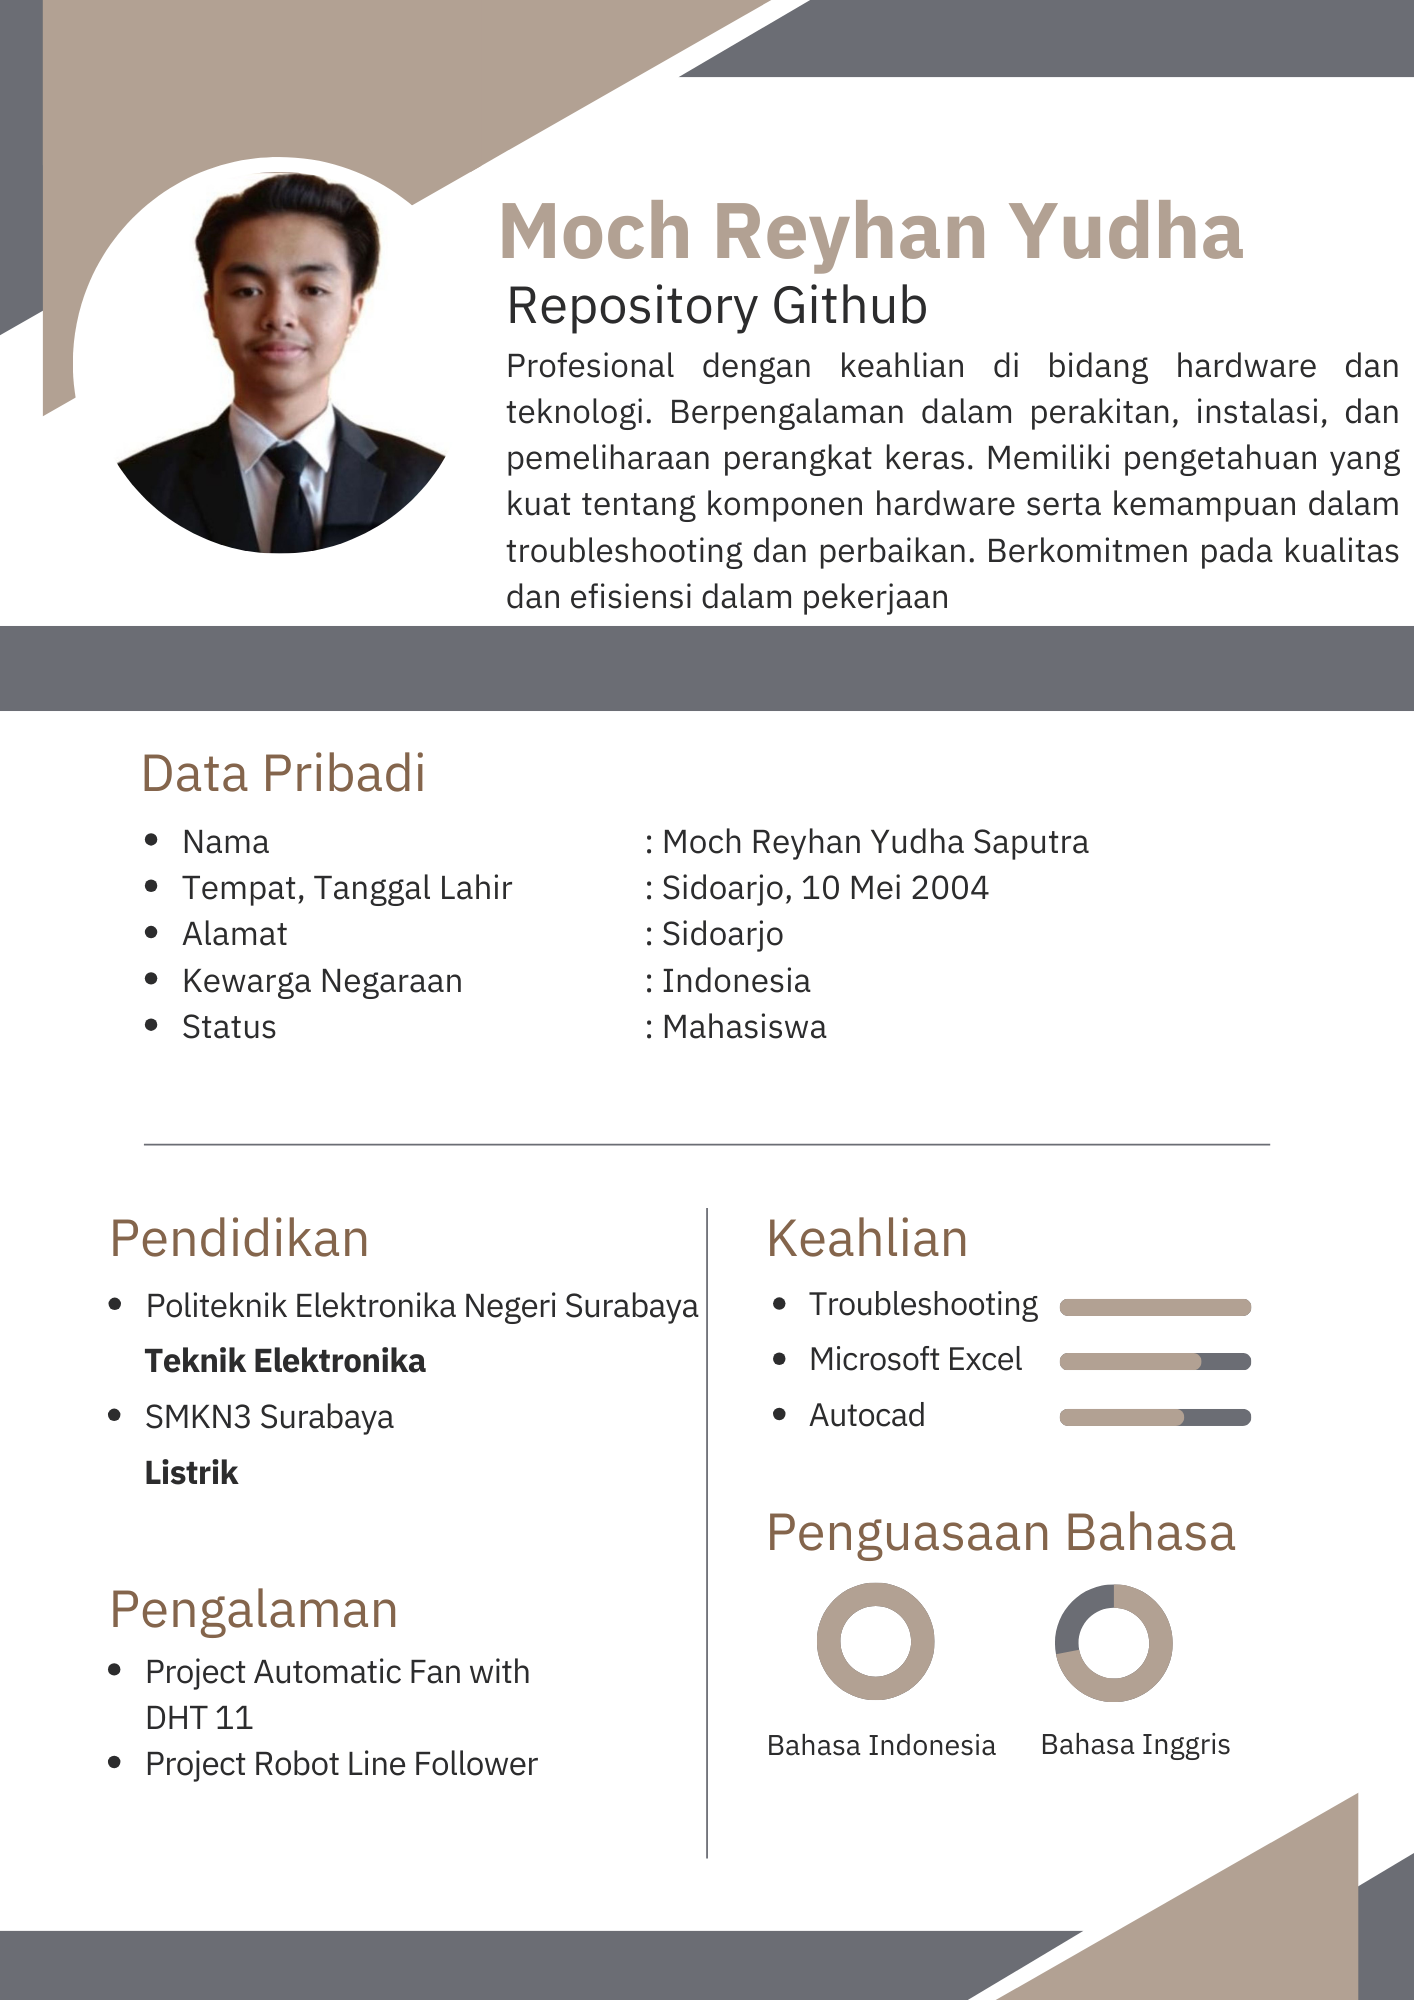 Moch Reyhan Yudha
Repository Github
Profesional dengan keahlian di bidang hardware dan
teknologi. Berpengalaman dalam perakitan, instalasi, dan
pemeliharaan perangkat keras. Memiliki pengetahuan yang
kuat tentang komponen hardware serta kemampuan dalam
troubleshooting dan perbaikan. Berkomitmen pada kualitas
dan efisiensi dalam pekerjaan
Data Pribadi
• Nama : Moch Reyhan Yudha Saputra
• Tempat, Tanggal Lahir : Sidoarjo, 10 Mei 2004
• Alamat : Sidoarjo
• Kewarga Negaraan : Indonesia
• Status : Mahasiswa
Pendidikan
• Politeknik Elektronika Negeri Surabaya
Teknik Elektronika
• SMKN3 Surabaya
Listrik
Pengalaman
• Project Automatic Fan with
DHT 11
• Project Robot Line Follower
Keahlian
• Troubleshooting
• Microsoft Excel
• Autocad
Penguasaan Bahasa
Bahasa Indonesia
Bahasa Inggris